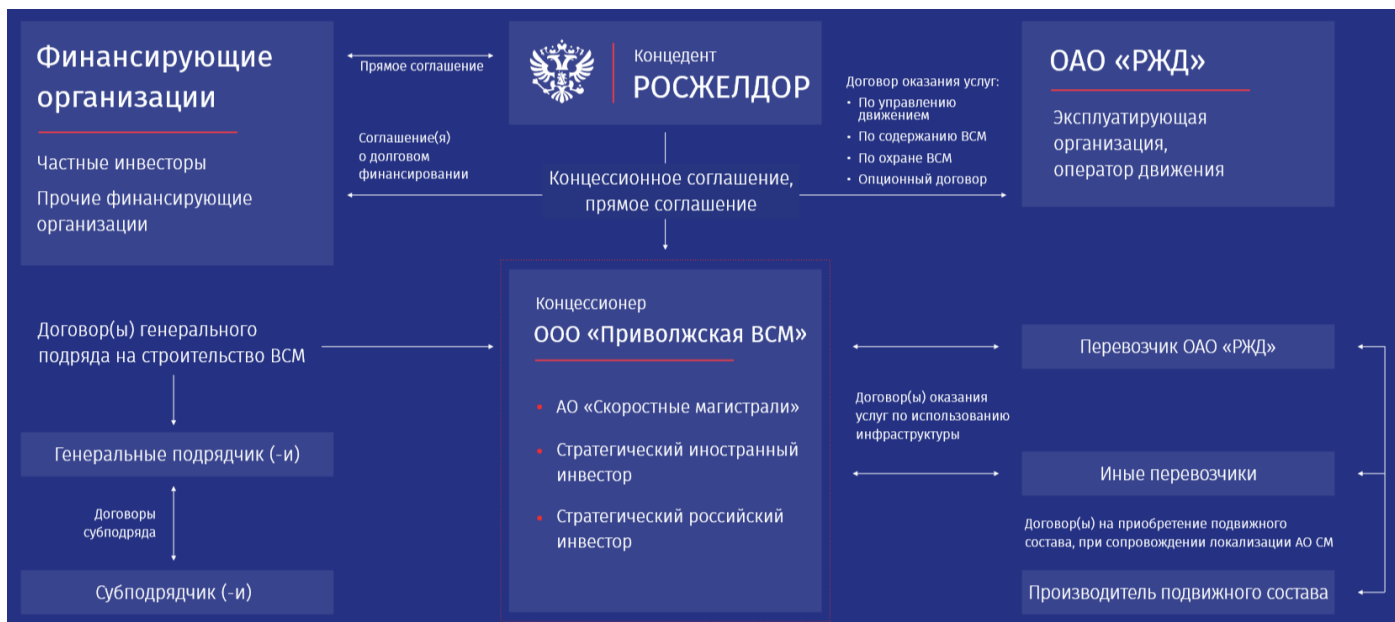 Финансирующие
организации
Частные инвесторы
Прочие финансирующие
организации
Прямое соглашение
Соглашение(я)
о долговом
финансировании
Концедент
РОСЖЕЛДОР
Концессионное соглашение,
прямое соглашение
Договор оказания услуг:
• По управлению
движением
• По содержанию ВСМ
• По охране ВСМ
• Опционный договор
ОАО «РЖД»
Эксплуатирующая
организация,
оператор движения
Договор(ы) генерального
подряда на строительство ВСМ
Генеральные подрядчик (-и)
Договоры
субподряда
Субподрядчик (-и)
Концессионер
ООО «Приволжская ВСМ»
• АО «Скоростные магистрали»
• Стратегический иностранный
инвестор
• Стратегический российский
инвестор
Договор(ы) оказания
услуг по использованию
инфраструктуры
Перевозчик ОАО «РЖД»
Иные перевозчики
Договор(ы) на приобретение подвижного
состава, при сопровождении локализации АО СМ
Производитель подвижного состава